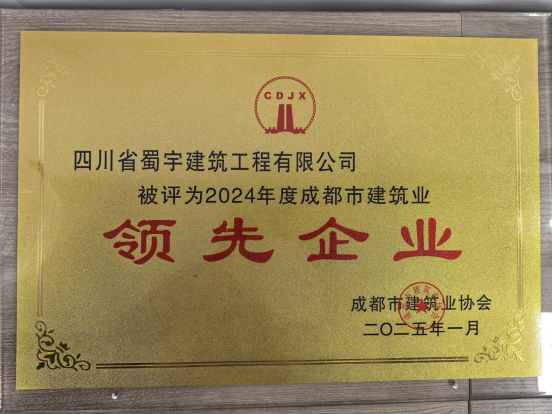 CDJX
四川省蜀宇建筑工程有限公司
被评为2024年度成都市建筑业
领先企业
成都市建筑业协会
二〇二五年一月